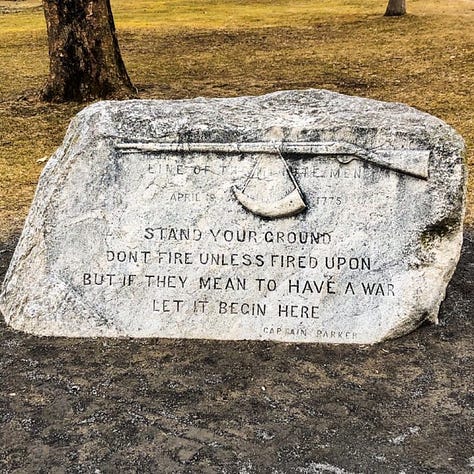 LINE OF THE MINUTE MEN
APRIL 19 1775
STAND YOUR GROUND
DONT FIRE UNLESS FIRED UPON
BUT IF THEY MEAN TO HAVE A WAR
LET IT BEGIN HERE
CAPTAIN PARKER